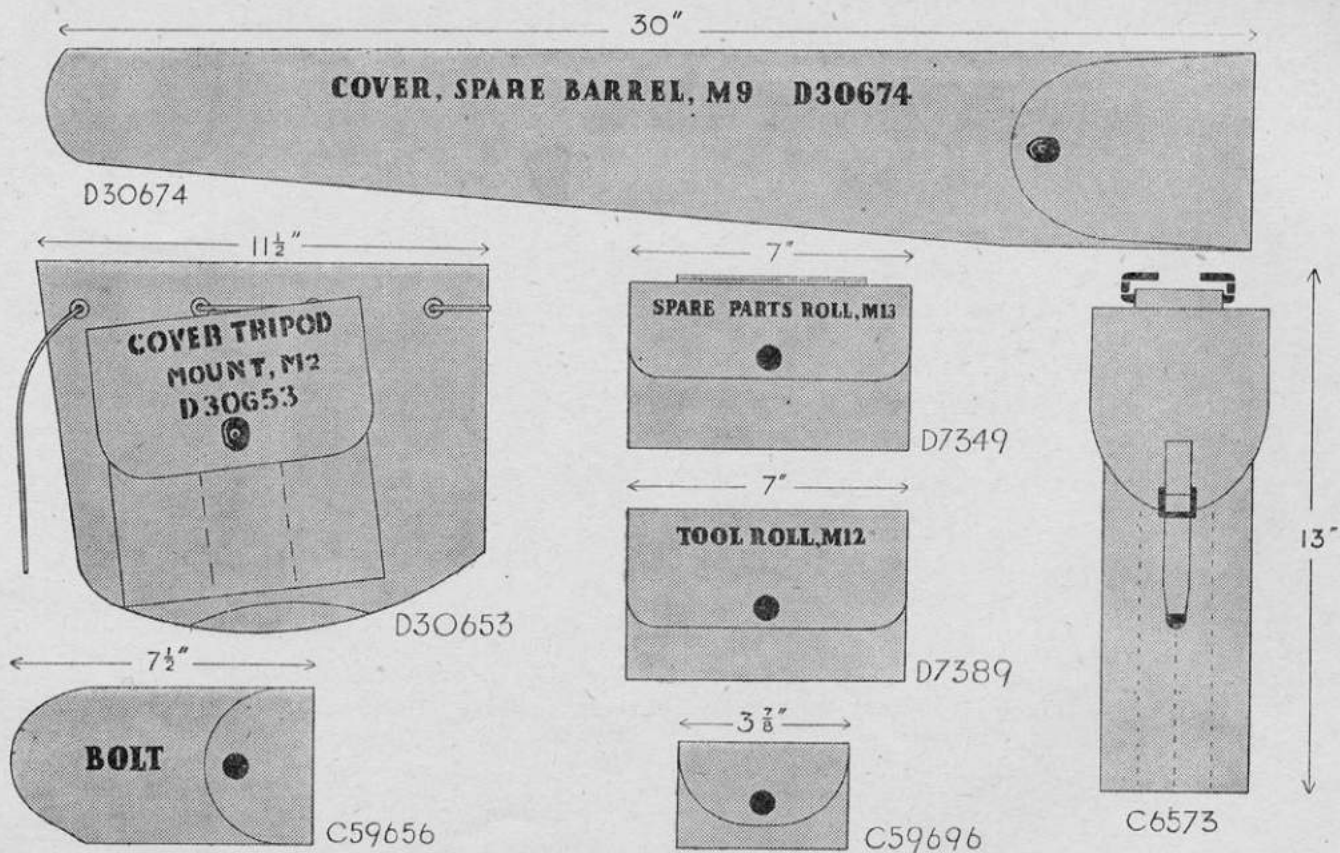 30"
COVER, SPARE BARREL, M9 D30674
D30674
11½"
COVER TRIPOD
MOUNT, M2
D30653
D30653
7"
SPARE PARTS ROLL, M13
D7349
7"
TOOL ROLL, M12
D7389
13"
C6573
7½"
BOLT
C59656
3⅞"
C59696